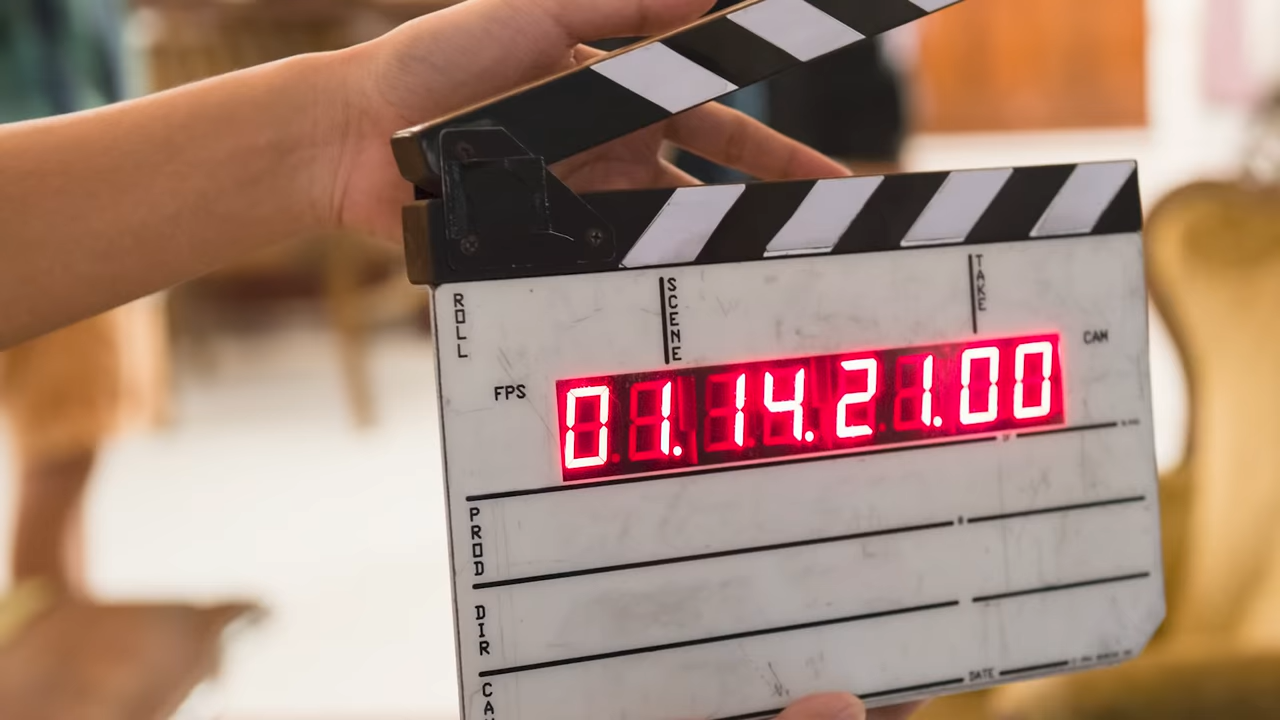 ROLL
SCENE
TAKE
CAM
FPS
01.14.21.00
PROD
DIR
DATE